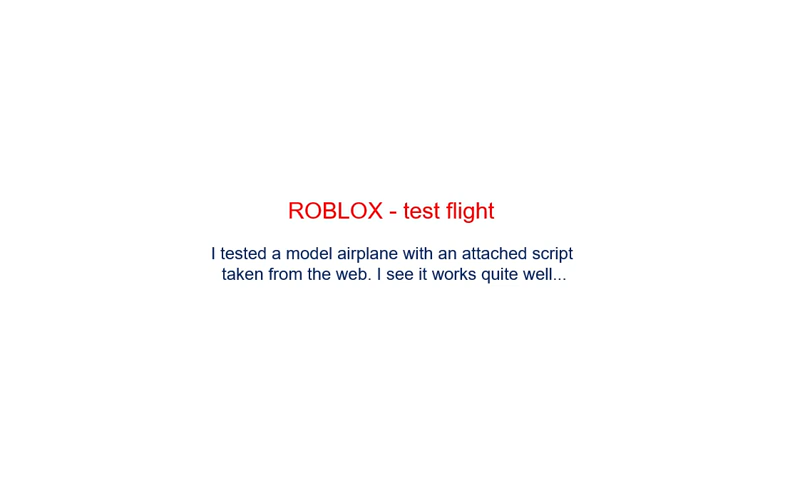 ROBLOX - test flight
I tested a model airplane with an attached script
taken from the web. I see it works quite well...